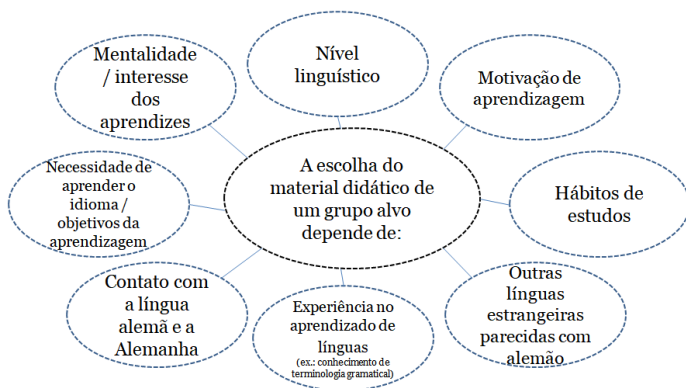 Mentalidade
/ interesse
dos
aprendizes
Nível
linguístico
Motivação de
aprendizagem
Necessidade de
aprender o
idioma /
objetivos da
aprendizagem
A escolha do
material didático de
um grupo alvo
depende de:
Hábitos de
estudos
Contato com
a língua
alemã e a
Alemanha
Experiência no
aprendizado de
línguas
(ex.: conhecimento de
terminologia gramatical)
Outras
línguas
estrangeiras
parecidas com
alemão